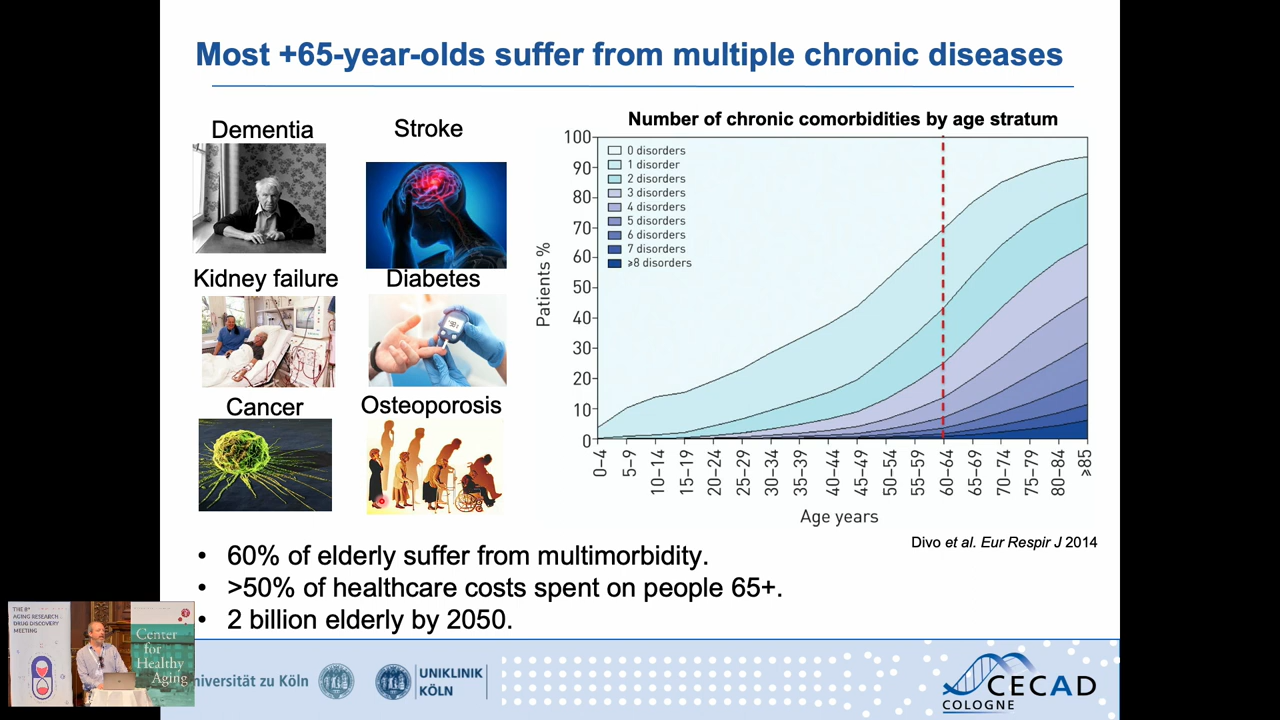 Most +65-year-olds suffer from multiple chronic diseases
Dementia
Stroke
Kidney failure
Diabetes
Cancer
Osteoporosis
Number of chronic comorbidities by age stratum
0 disorders
1 disorder
2 disorders
3 disorders
4 disorders
5 disorders
6 disorders
7 disorders
≥8 disorders
Patients %
100
90
80
70
60
50
40
30
20
10
0
0–4
5–9
10–14
15–19
20–24
25–29
30–34
35–39
40–44
45–49
50–54
55–59
60–64
65–69
70–74
75–79
80–84
≥85
Age years
Divo et al. Eur Respir J 2014
• 60% of elderly suffer from multimorbidity.
• >50% of healthcare costs spent on people 65+.
• 2 billion elderly by 2050.
THE 8th
AGING RESEARCH
DRUG DISCOVERY
MEETING
Center
for
Healthy
Aging
niversität zu Köln
UNIKLINIK
KÖLN
CECAD
COLOGNE